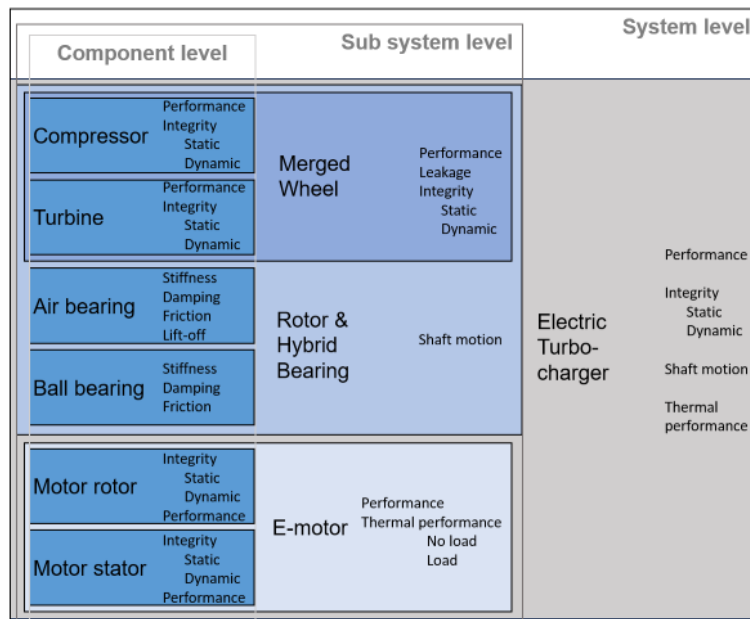 Component level
Sub system level
System level
Compressor
Performance
Integrity
Static
Dynamic
Turbine
Performance
Integrity
Static
Dynamic
Merged
Wheel
Performance
Leakage
Integrity
Static
Dynamic
Air bearing
Stiffness
Damping
Friction
Lift-off
Ball bearing
Stiffness
Damping
Friction
Rotor &
Hybrid
Bearing
Shaft motion
Motor rotor
Integrity
Static
Dynamic
Performance
Motor stator
Integrity
Static
Dynamic
Performance
E-motor
Performance
Thermal performance
No load
Load
Electric
Turbo-
charger
Performance
Integrity
Static
Dynamic
Shaft motion
Thermal
performance